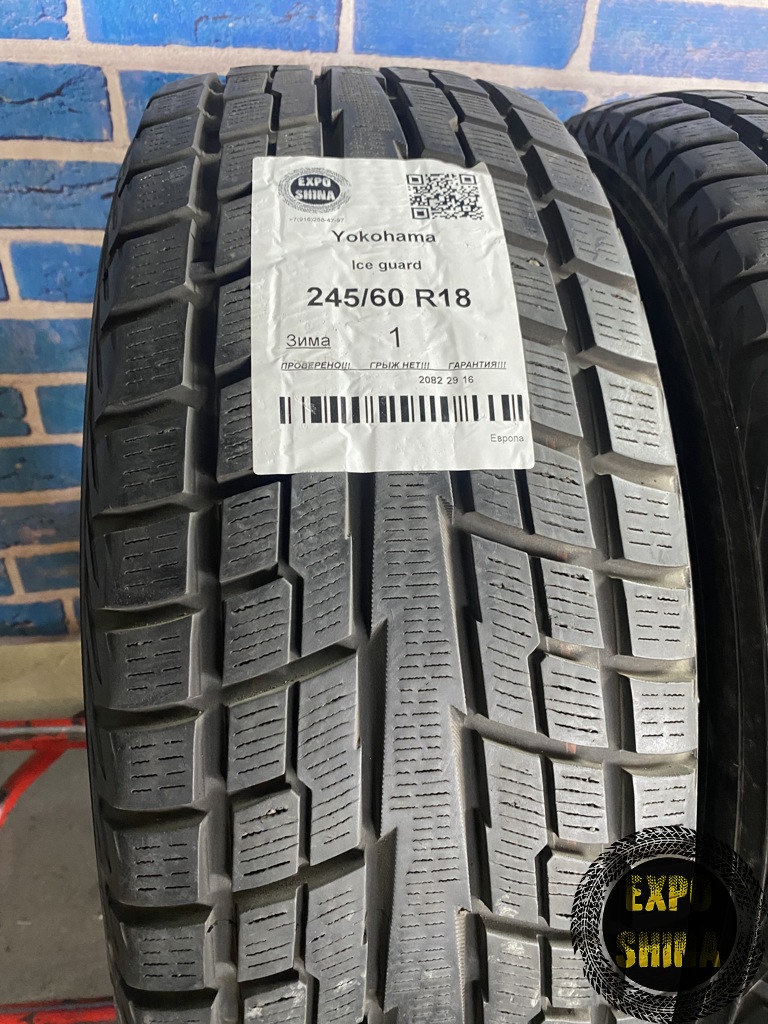 EXPO
SHINA
Yokohama
Ice guard
245/60 R18
Зима 1
ПРОВЕРЕНО!!! ГРЫЖ НЕТ!!! ГАРАНТИЯ!!!
2082 29 16
Европа
EXPO
SHINA